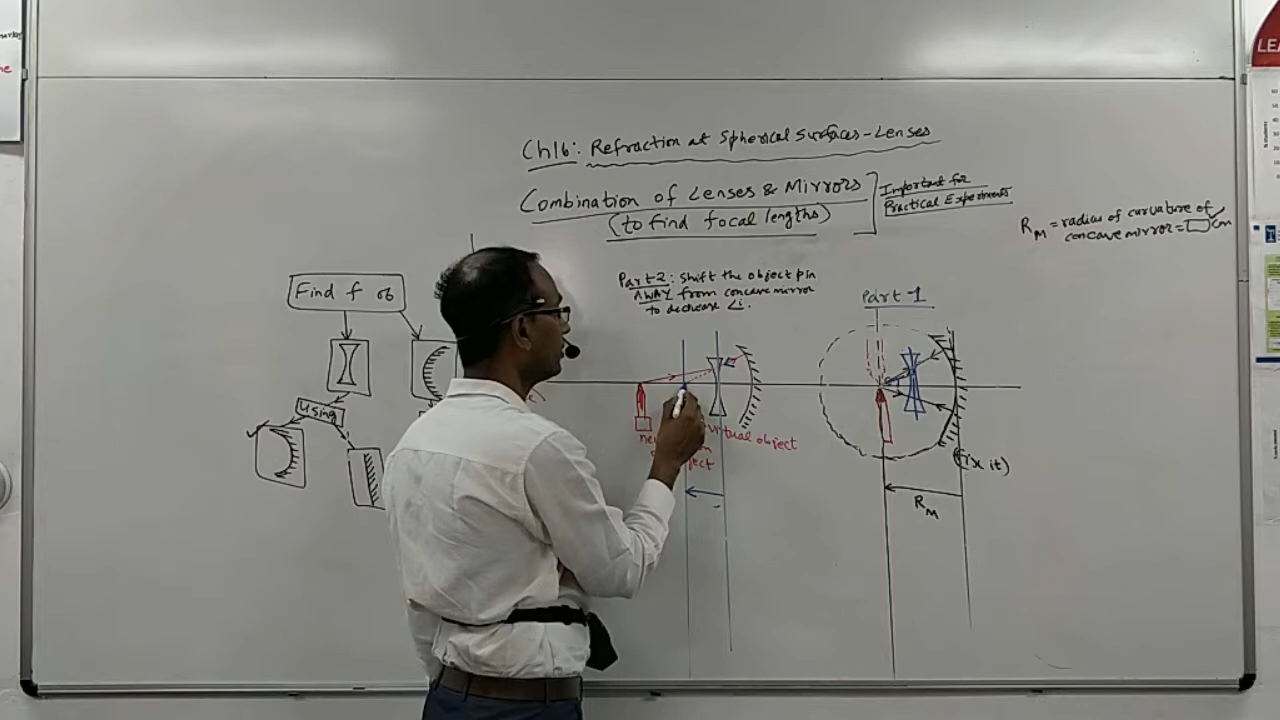 Ch16: Refraction at Spherical Surfaces-Lenses
Combination of Lenses & Mirrors
(to find focal lengths)
Important for
Practical Experiments
R_M = radius of curvature of
concave mirror = cm
Find f of
using
Part 2: Shift the object pin
AWAY from concave mirror
to decrease ∠i.
Part 1
virtual object
(fix it)
R_M
LEA